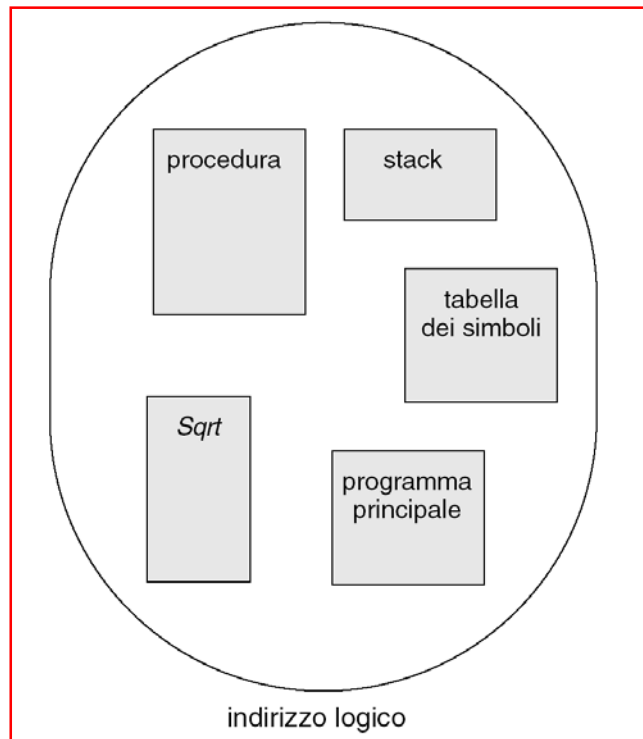 procedura
stack
tabella
dei simboli
Sqrt
programma
principale
indirizzo logico